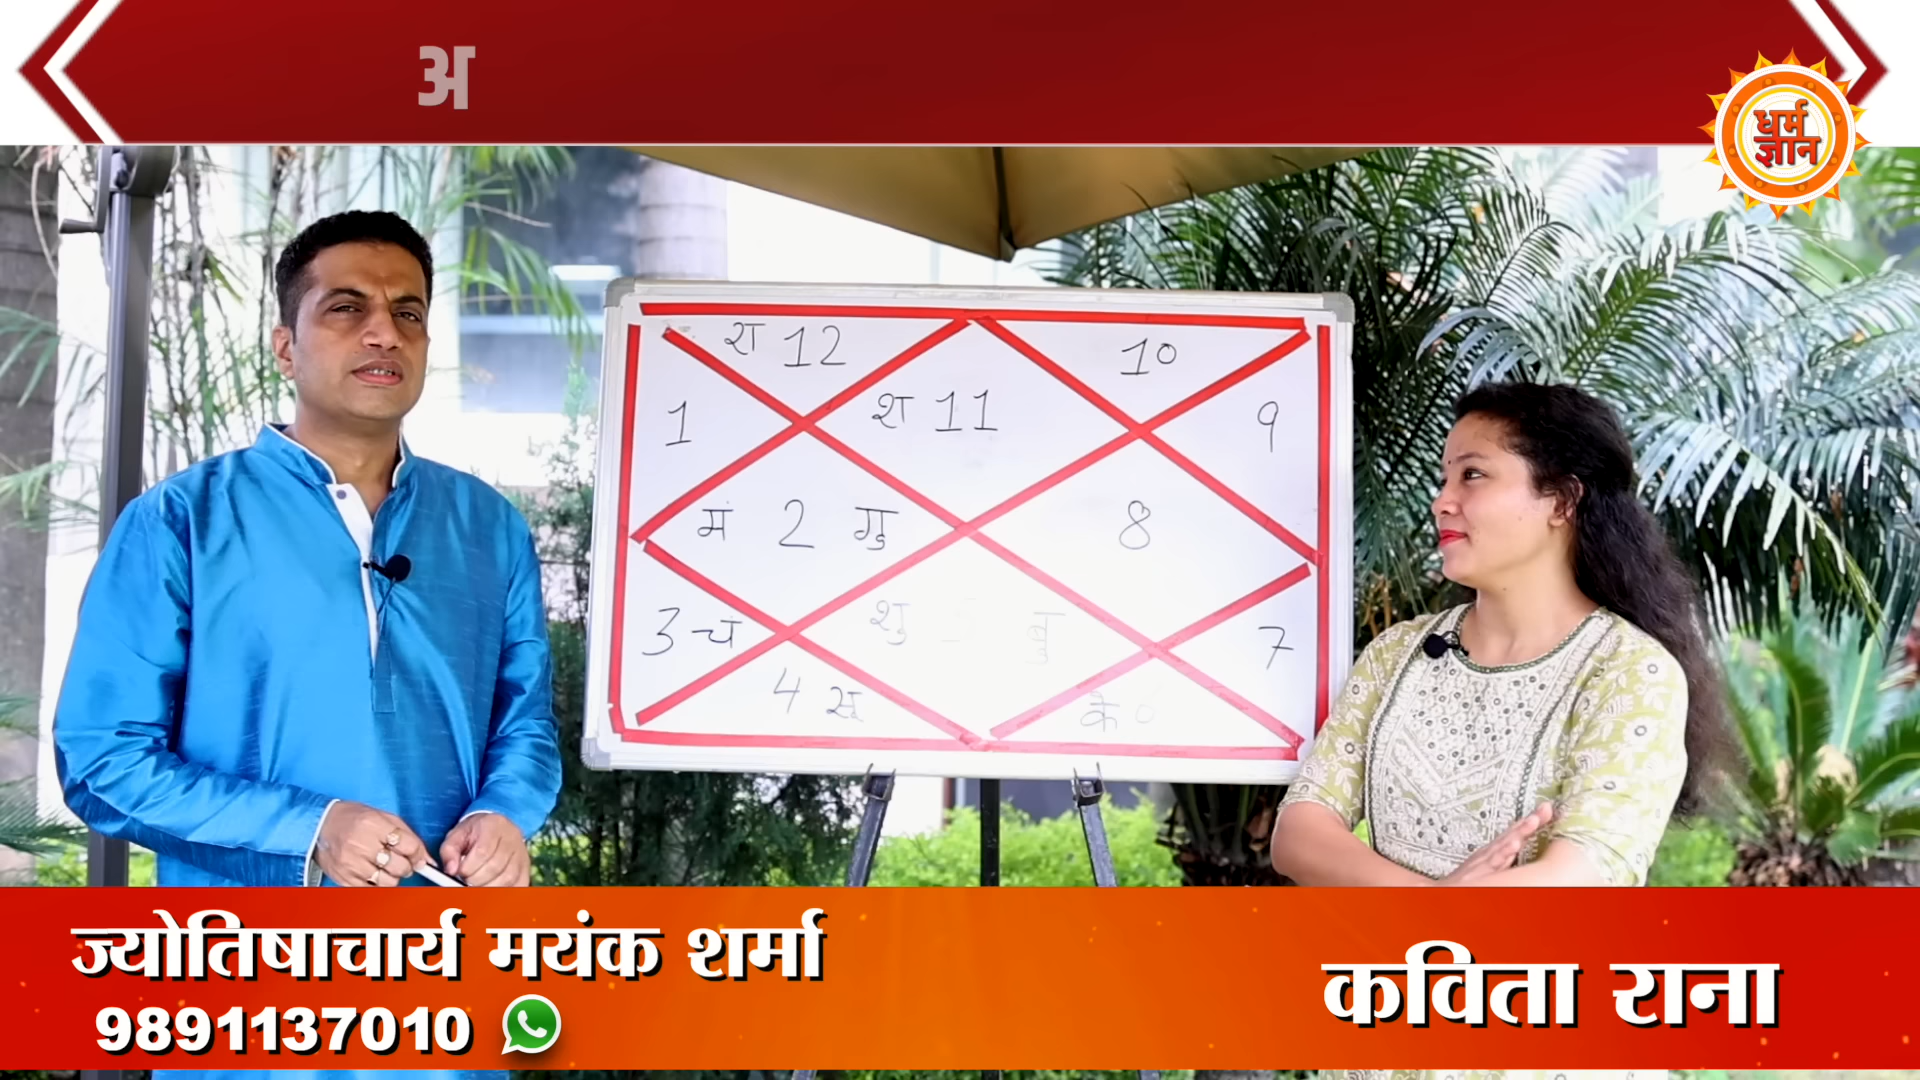 अ
धर्म
ज्ञान
रा 12
10
1
श 11
9
मं 2 गु
8
शु
बु
3 च
7
4 सू
के
ज्योतिषाचार्य मयंक शर्मा
9891137010
कविता राना